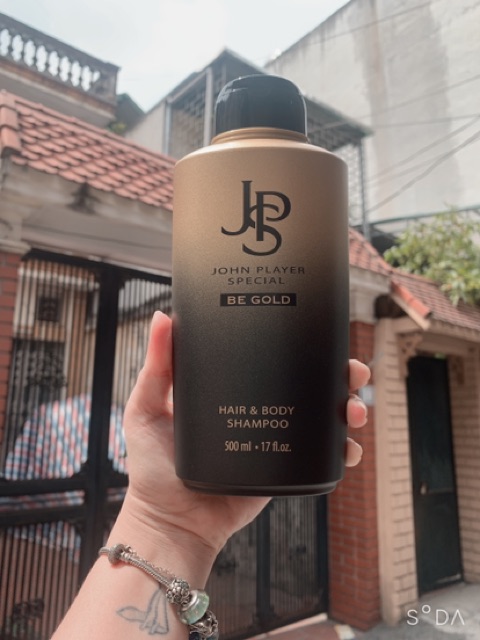 JPS
JOHN PLAYER
SPECIAL
BE GOLD
HAIR & BODY
SHAMPOO
500 ml • 17 fl.oz.
SODA